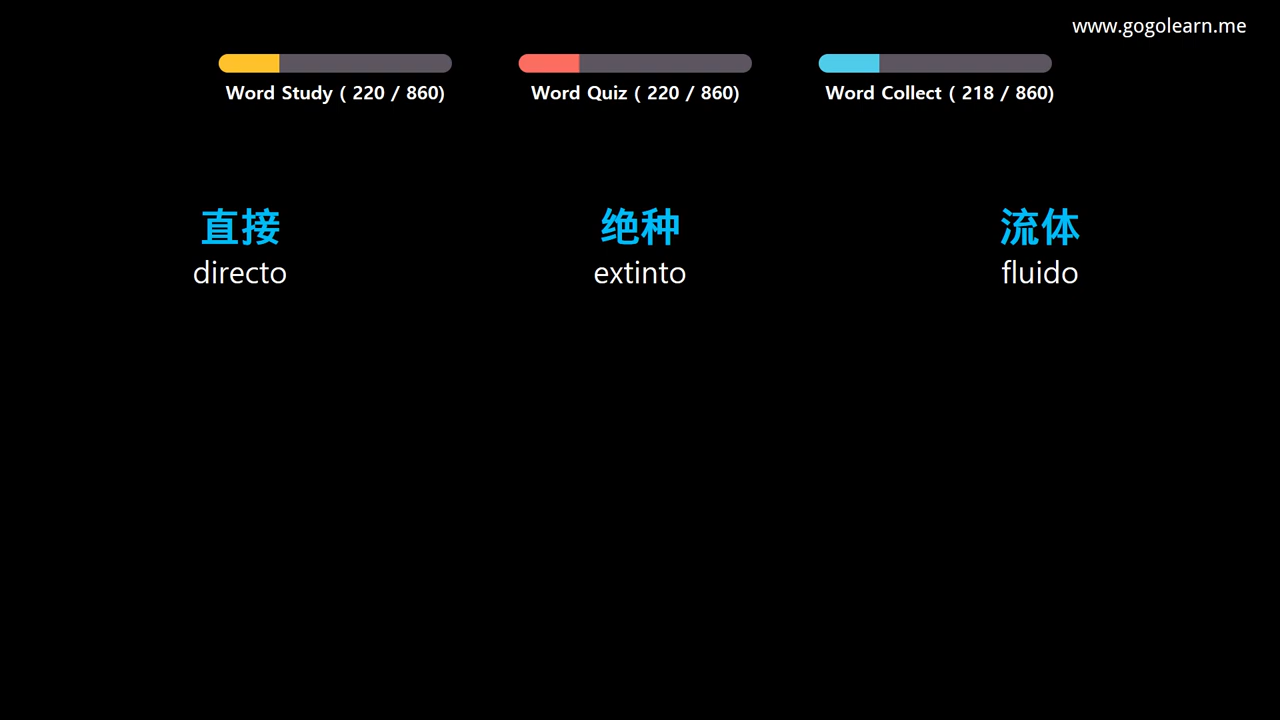 www.gogolearn.me
Word Study ( 220 / 860)
Word Quiz ( 220 / 860)
Word Collect ( 218 / 860)
直接
directo
绝种
extinto
流体
fluido